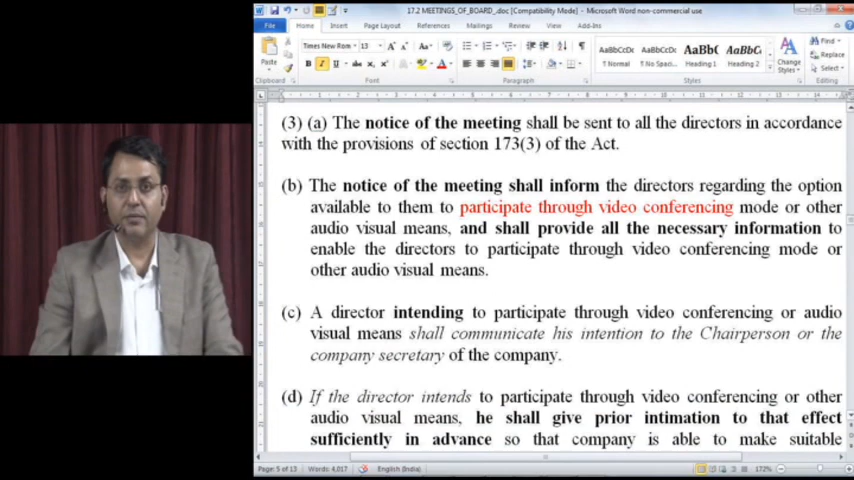 17.2 MEETINGS_OF_BOARD_.doc [Compatibility Mode] - Microsoft Word non-commercial use
File Home Insert Page Layout References Mailings Review View Add-Ins
Times New Rom 13
Paste
B I U abc
AaBbCcDc AaBbCcDc AaBbC AaBbCc
¶ Normal ¶ No Spaci... Heading 1 Heading 2
Change Styles
Find
Replace
Select
Clipboard Font Paragraph Styles Editing
(3) (a) The notice of the meeting shall be sent to all the directors in accordance
with the provisions of section 173(3) of the Act.
(b) The notice of the meeting shall inform the directors regarding the option
available to them to participate through video conferencing mode or other
audio visual means, and shall provide all the necessary information to
enable the directors to participate through video conferencing mode or
other audio visual means.
(c) A director intending to participate through video conferencing or audio
visual means shall communicate his intention to the Chairperson or the
company secretary of the company.
(d) If the director intends to participate through video conferencing or other
audio visual means, he shall give prior intimation to that effect
sufficiently in advance so that company is able to make suitable
Page: 5 of 13 Words: 4,017 English (India) 172%